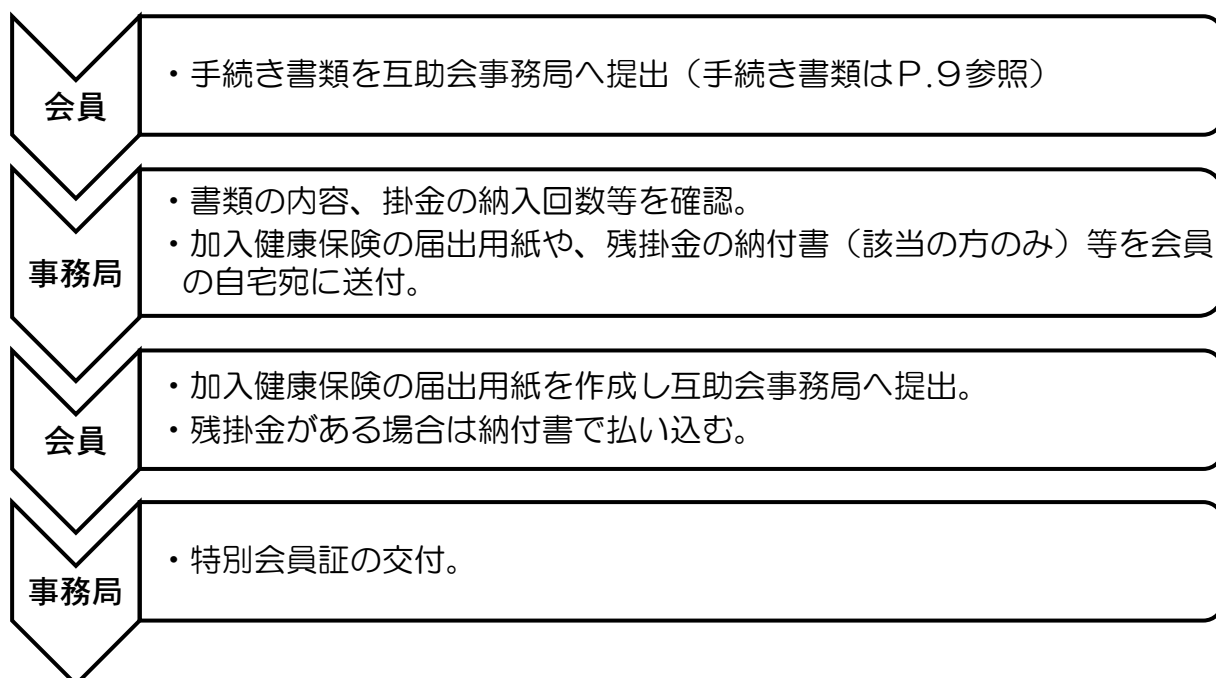 会員
・手続き書類を互助会事務局へ提出（手続き書類はＰ.９参照）
事務局
・書類の内容、掛金の納入回数等を確認。
・加入健康保険の届出用紙や、残掛金の納付書（該当の方のみ）等を会員
の自宅宛に送付。
会員
・加入健康保険の届出用紙を作成し互助会事務局へ提出。
・残掛金がある場合は納付書で払い込む。
事務局
・特別会員証の交付。